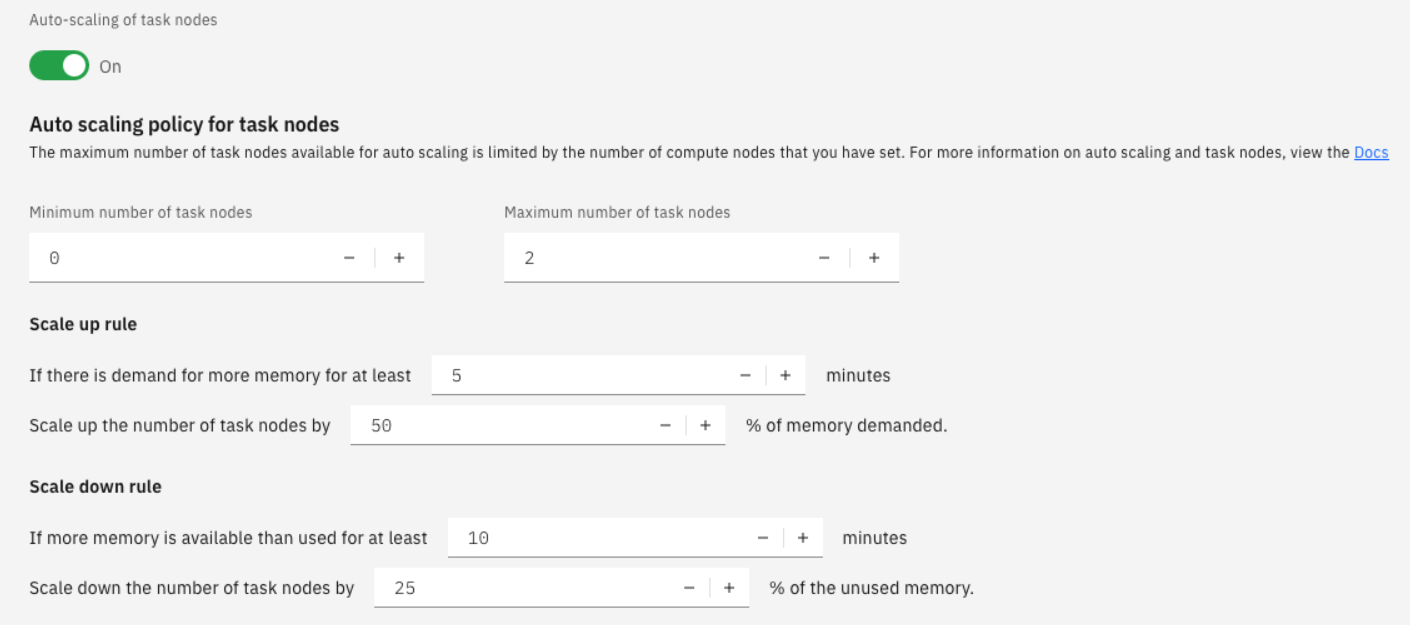 Auto-scaling of task nodes
On
Auto scaling policy for task nodes
The maximum number of task nodes available for auto scaling is limited by the number of compute nodes that you have set. For more information on auto scaling and task nodes, view the Docs
Minimum number of task nodes
Maximum number of task nodes
0 − +
2 − +
Scale up rule
If there is demand for more memory for at least 5 − + minutes
Scale up the number of task nodes by 50 − + % of memory demanded.
Scale down rule
If more memory is available than used for at least 10 − + minutes
Scale down the number of task nodes by 25 − + % of the unused memory.